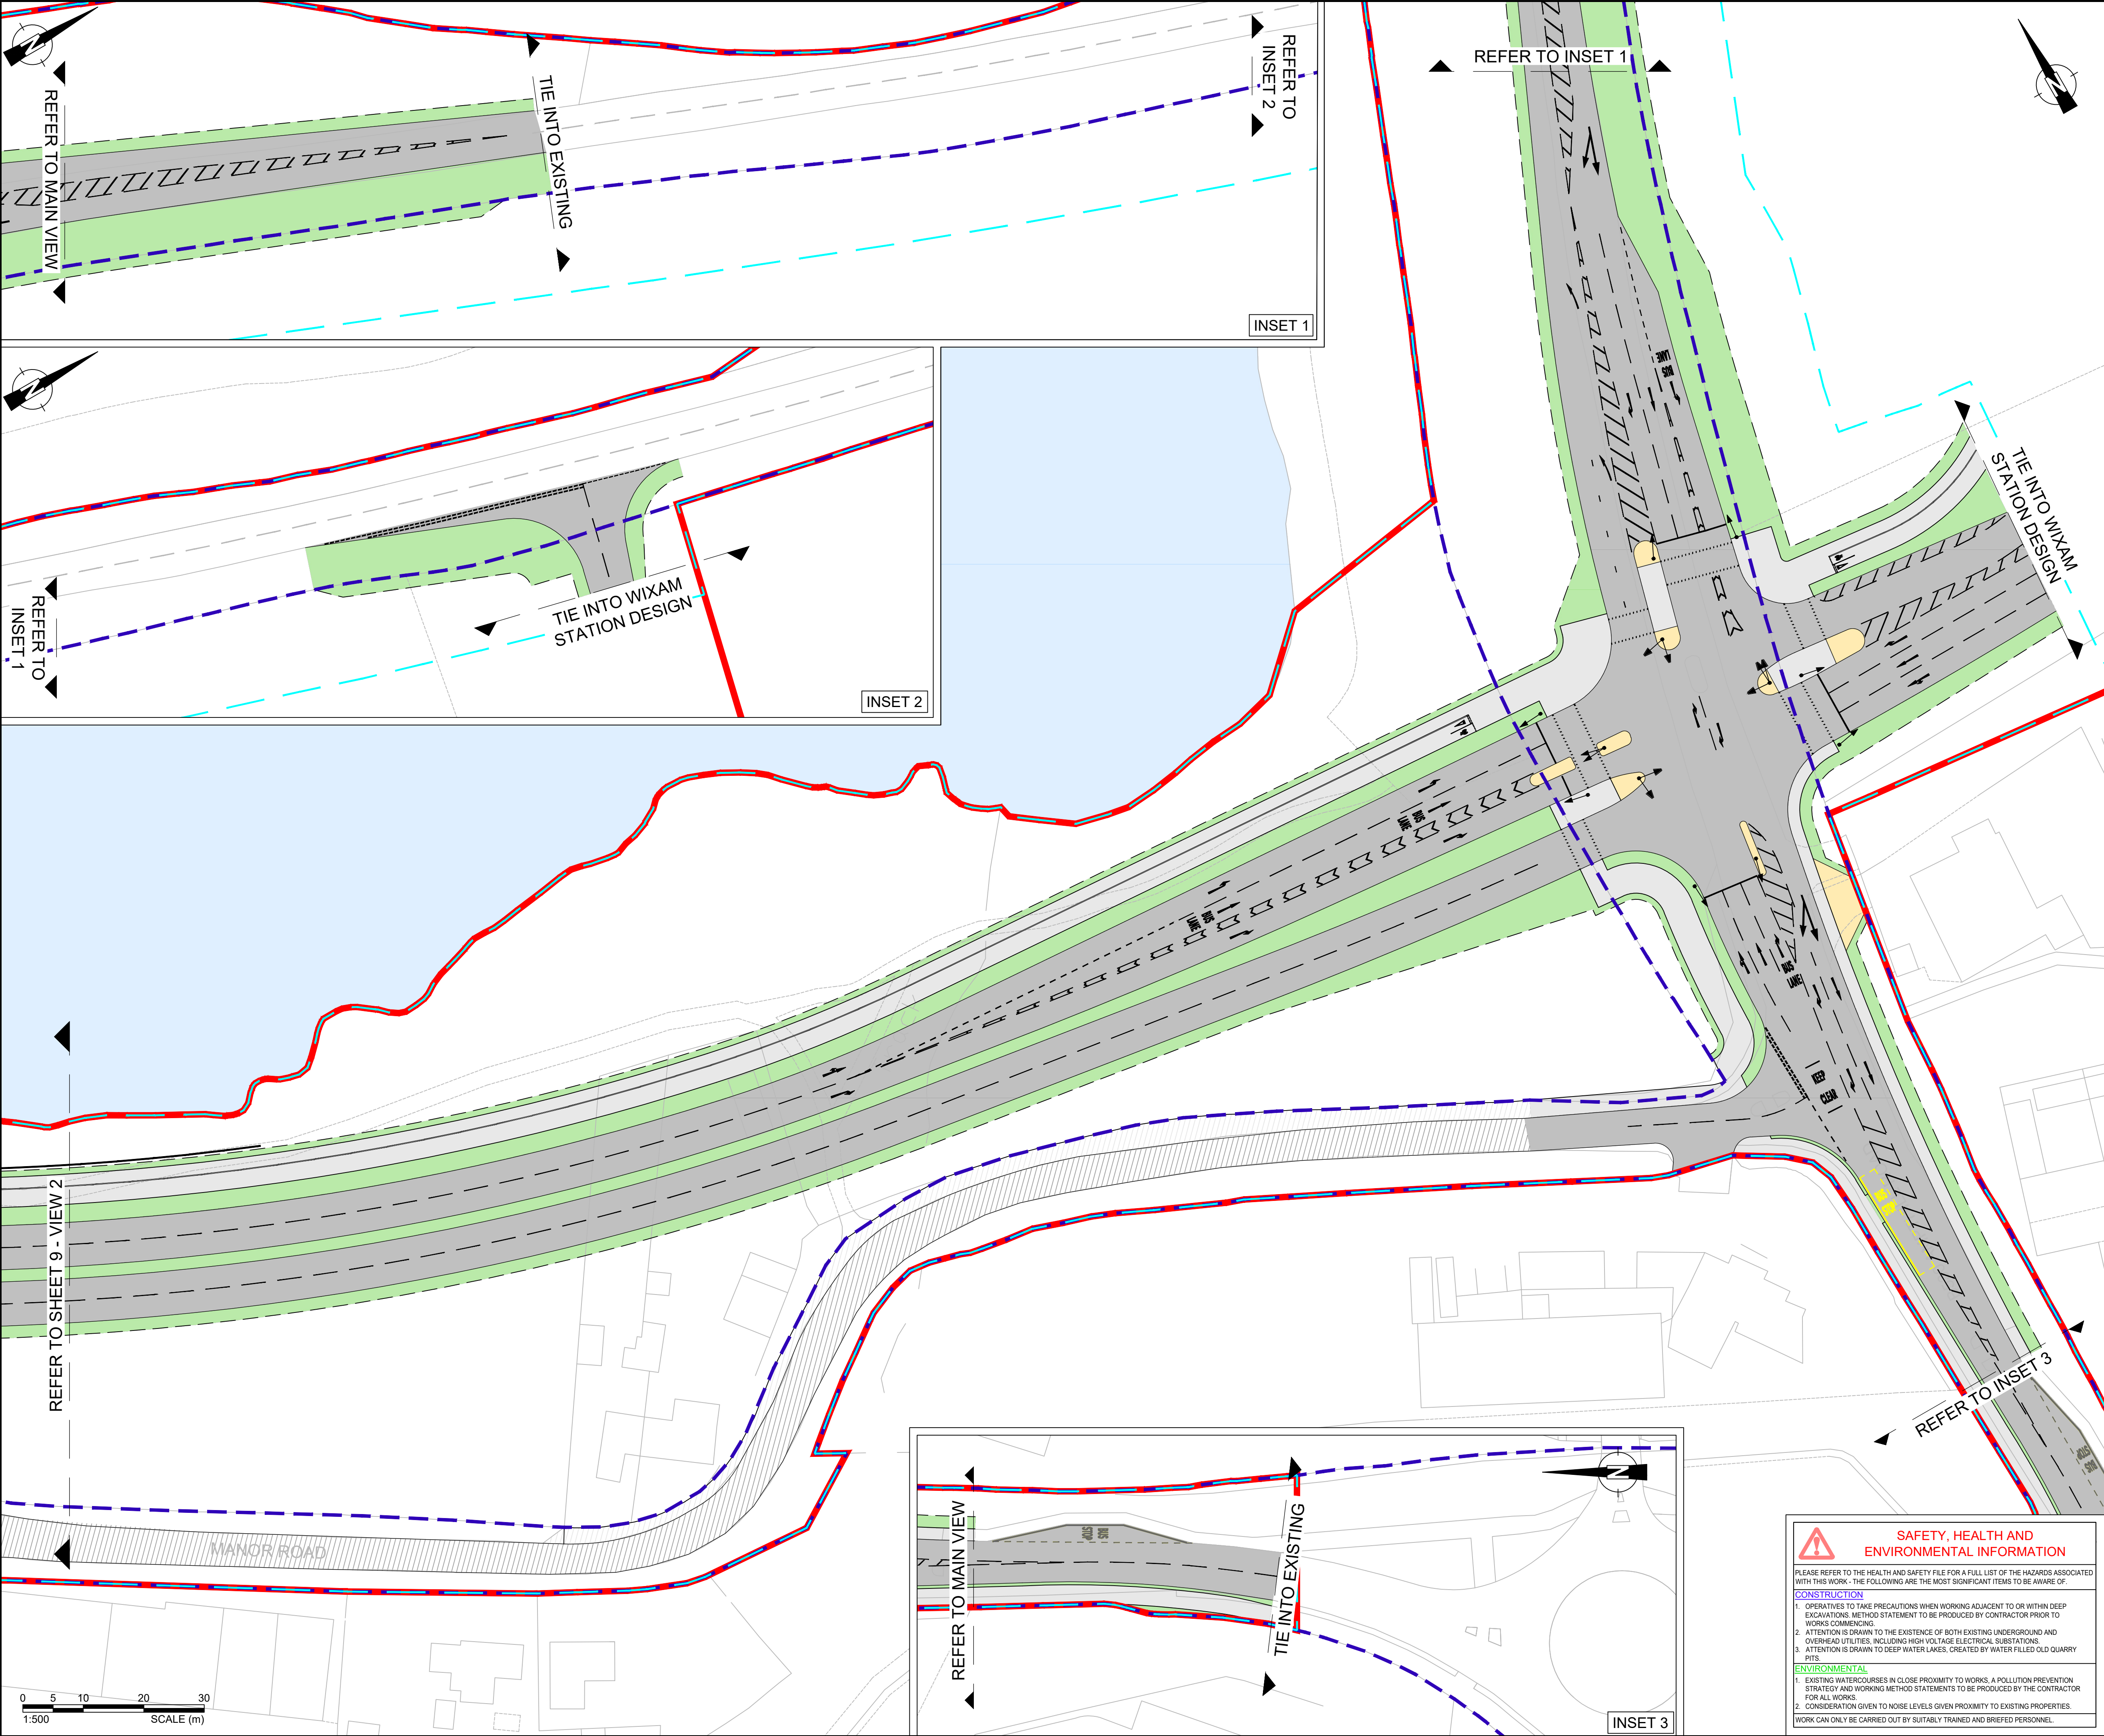 REFER TO MAIN VIEW
TIE INTO EXISTING
REFER TO
INSET 2
INSET 1
N
REFER TO
INSET 1
TIE INTO WIXAM
STATION DESIGN
INSET 2
N
REFER TO INSET 1
N
LANE
BUS
TIE INTO WIXAM
STATION DESIGN
BUS
LANE
BUS
LANE
BUS
LANE
KEEP
CLEAR
REFER TO SHEET 9 - VIEW 2
MANOR ROAD
REFER TO INSET 3
BUS
STOP
REFER TO MAIN VIEW
BUS
STOP
TIE INTO EXISTING
N
INSET 3
0 5 10 20 30
1:500 SCALE (m)
SAFETY, HEALTH AND
ENVIRONMENTAL INFORMATION
PLEASE REFER TO THE HEALTH AND SAFETY FILE FOR A FULL LIST OF THE HAZARDS ASSOCIATED
WITH THIS WORK - THE FOLLOWING ARE THE MOST SIGNIFICANT ITEMS TO BE AWARE OF.
CONSTRUCTION
1. OPERATIVES TO TAKE PRECAUTIONS WHEN WORKING ADJACENT TO OR WITHIN DEEP
EXCAVATIONS. METHOD STATEMENT TO BE PRODUCED BY CONTRACTOR PRIOR TO
WORKS COMMENCING.
2. ATTENTION IS DRAWN TO THE EXISTENCE OF BOTH EXISTING UNDERGROUND AND
OVERHEAD UTILITIES, INCLUDING HIGH VOLTAGE ELECTRICAL SUBSTATIONS.
3. ATTENTION IS DRAWN TO DEEP WATER LAKES, CREATED BY WATER FILLED OLD QUARRY
PITS.
ENVIRONMENTAL
1. EXISTING WATERCOURSES IN CLOSE PROXIMITY TO WORKS, A POLLUTION PREVENTION
STRATEGY AND WORKING METHOD STATEMENTS TO BE PRODUCED BY THE CONTRACTOR
FOR ALL WORKS.
2. CONSIDERATION GIVEN TO NOISE LEVELS GIVEN PROXIMITY TO EXISTING PROPERTIES.
WORK CAN ONLY BE CARRIED OUT BY SUITABLY TRAINED AND BRIEFED PERSONNEL.